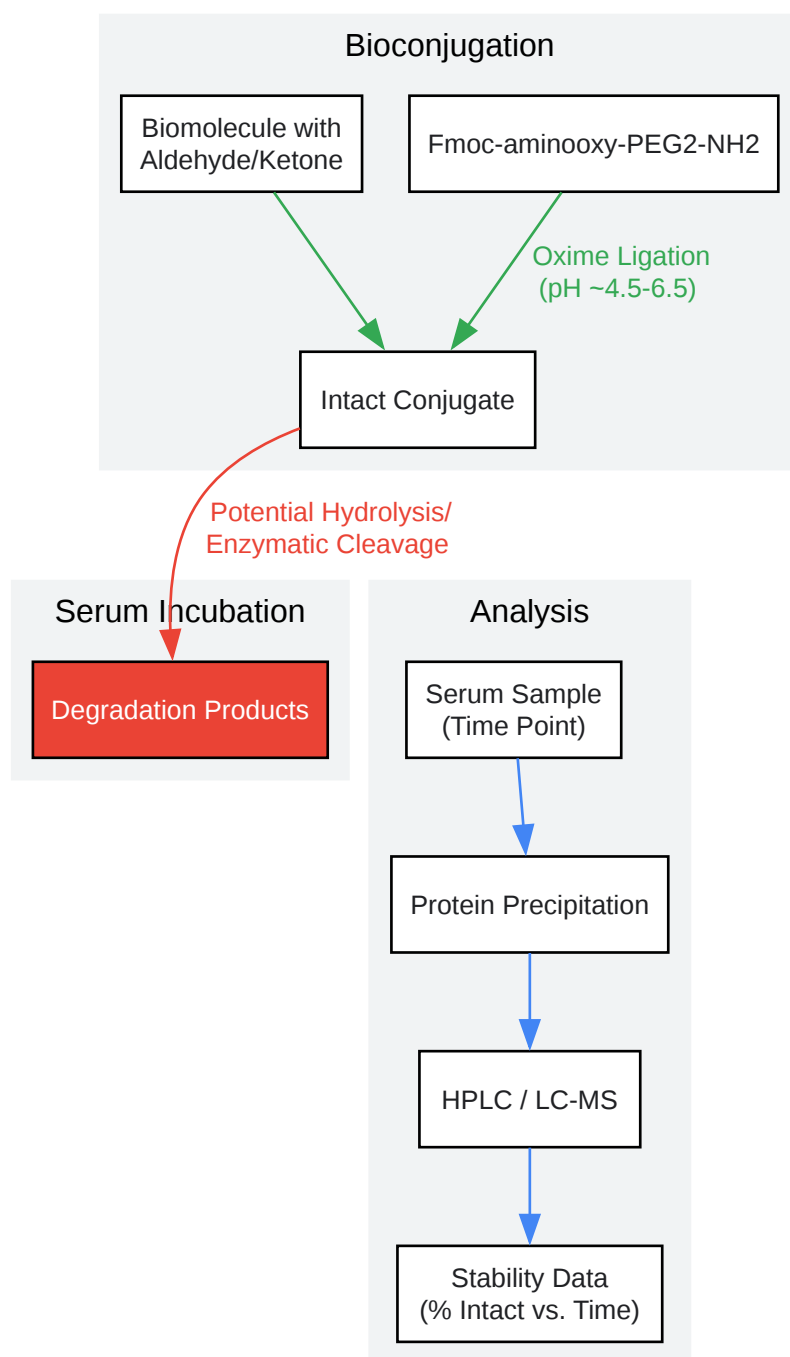 Bioconjugation
Biomolecule with
Aldehyde/Ketone
Fmoc-aminooxy-PEG2-NH2
Oxime Ligation
(pH ~4.5-6.5)
Intact Conjugate
Potential Hydrolysis/
Enzymatic Cleavage
Serum Incubation
Degradation Products
Analysis
Serum Sample
(Time Point)
Protein Precipitation
HPLC / LC-MS
Stability Data
(% Intact vs. Time)